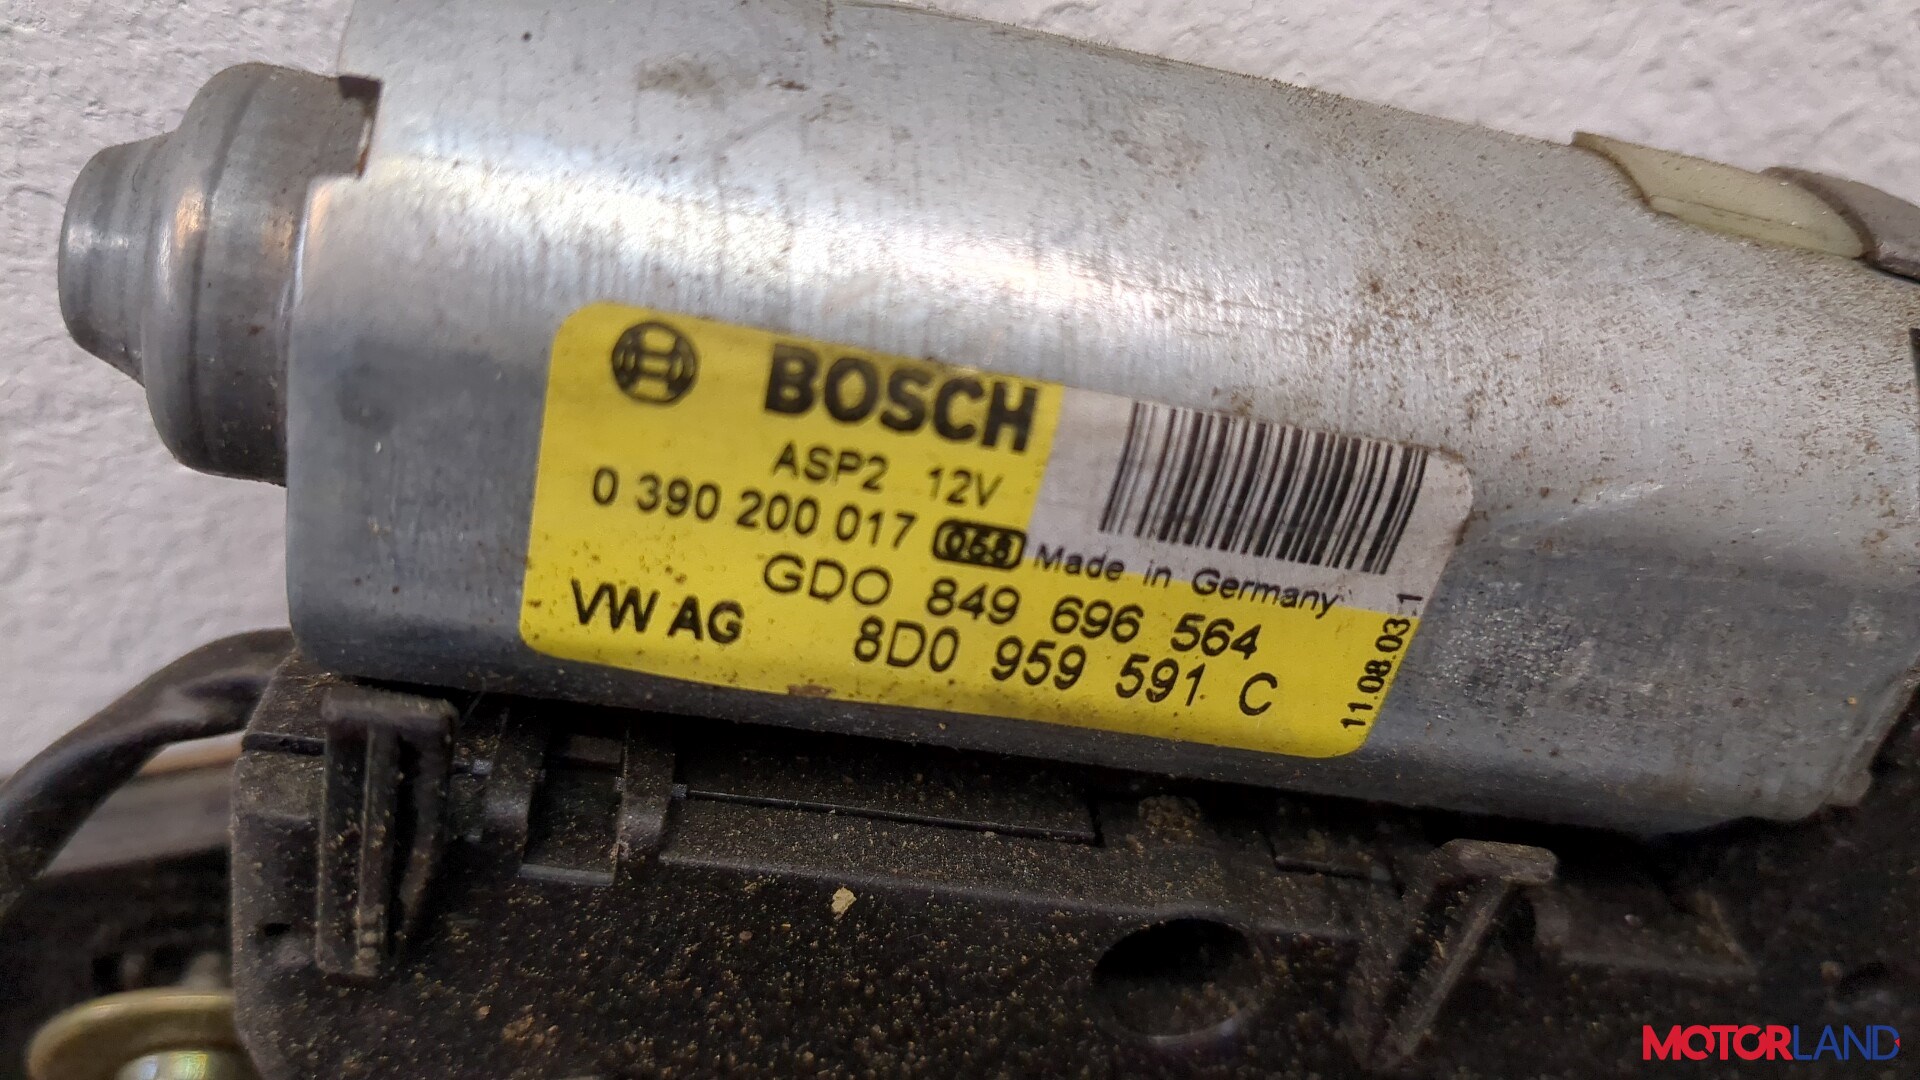 BOSCH
ASP2 12V
0 390 200 017 068 Made in Germany
GDO 849 696 564
VW AG 8D0 959 591 C
11.08.03 1
MOTORLAND